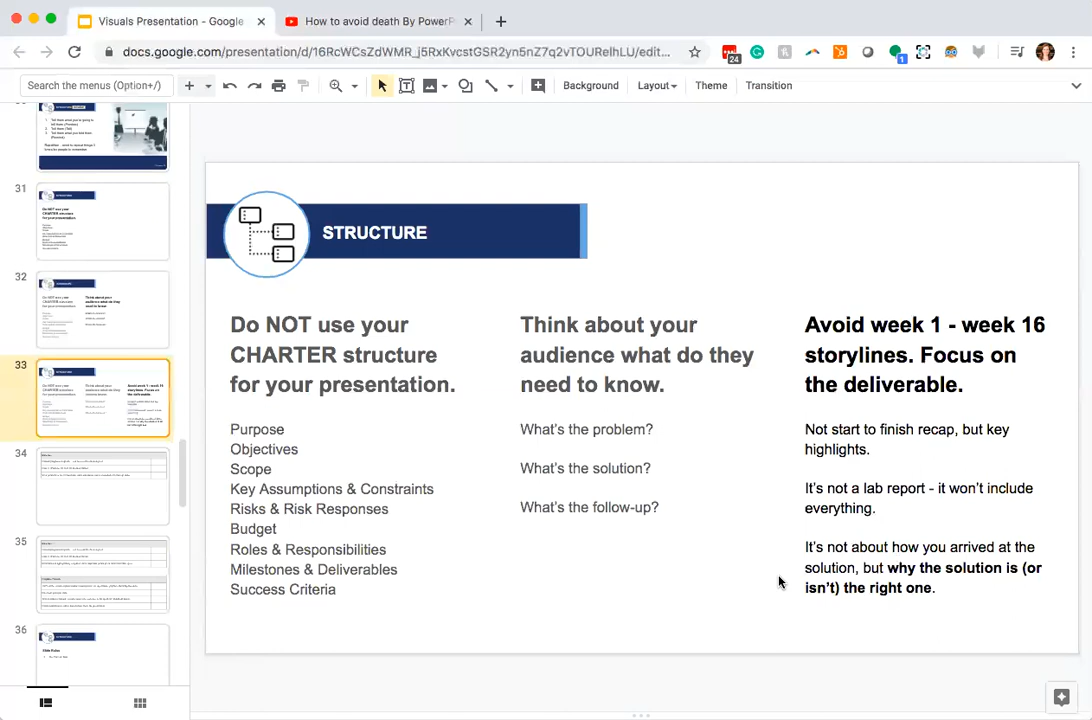 Visuals Presentation - Google
How to avoid death By PowerP
docs.google.com/presentation/d/16RcWCsZdWMR_j5RxKvcstGSR2yn5nZ7q2vTOUReIhLU/edit...
24
1
Search the menus (Option+/)
Background
Layout
Theme
Transition
31
32
33
34
35
36
STRUCTURE
Do NOT use your
CHARTER structure
for your presentation.
Purpose
Objectives
Scope
Key Assumptions & Constraints
Risks & Risk Responses
Budget
Roles & Responsibilities
Milestones & Deliverables
Success Criteria
Think about your
audience what do they
need to know.
What's the problem?
What's the solution?
What's the follow-up?
Avoid week 1 - week 16
storylines. Focus on
the deliverable.
Not start to finish recap, but key
highlights.
It's not a lab report - it won't include
everything.
It's not about how you arrived at the
solution, but why the solution is (or
isn't) the right one.